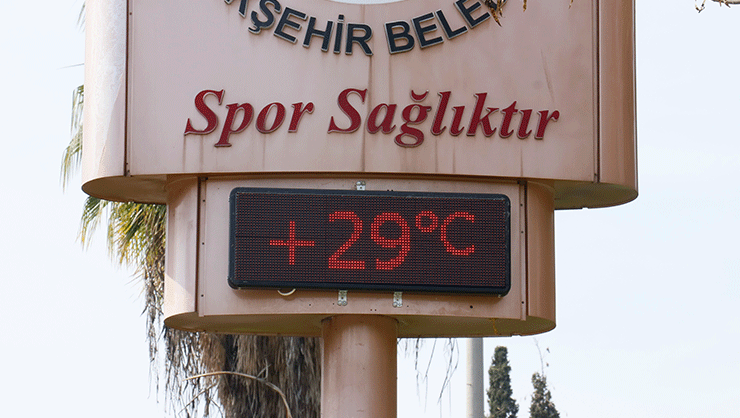 ŞEHİR BELE
Spor Sağlıktır
+29°C